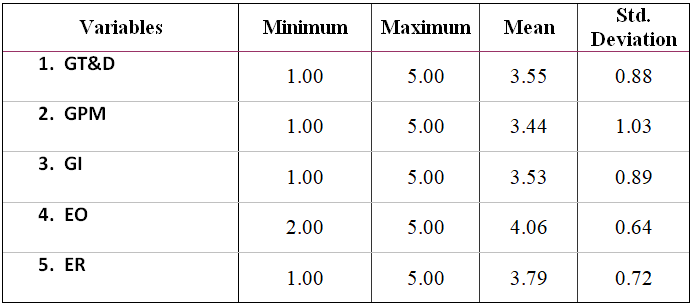 Variables Minimum Maximum Mean Std. Deviation
1. GT&D 1.00 5.00 3.55 0.88
2. GPM 1.00 5.00 3.44 1.03
3. GI 1.00 5.00 3.53 0.89
4. EO 2.00 5.00 4.06 0.64
5. ER 1.00 5.00 3.79 0.72